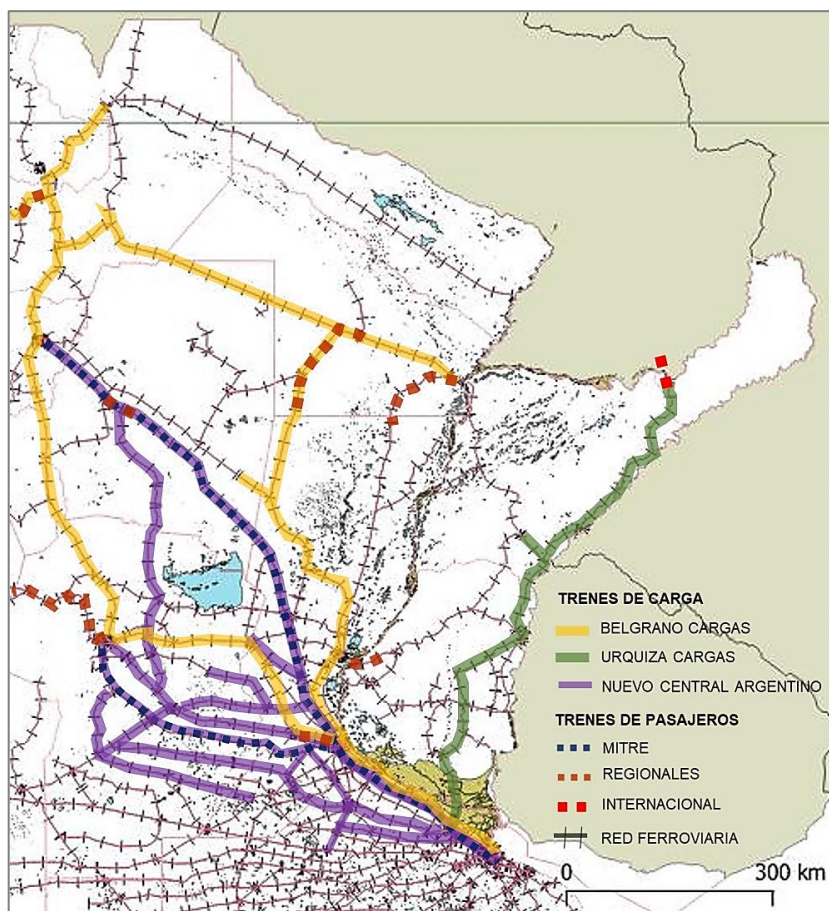 TRENES DE CARGA
BELGRANO CARGAS
URQUIZA CARGAS
NUEVO CENTRAL ARGENTINO
TRENES DE PASAJEROS
MITRE
REGIONALES
INTERNACIONAL
RED FERROVIARIA
0 300 km